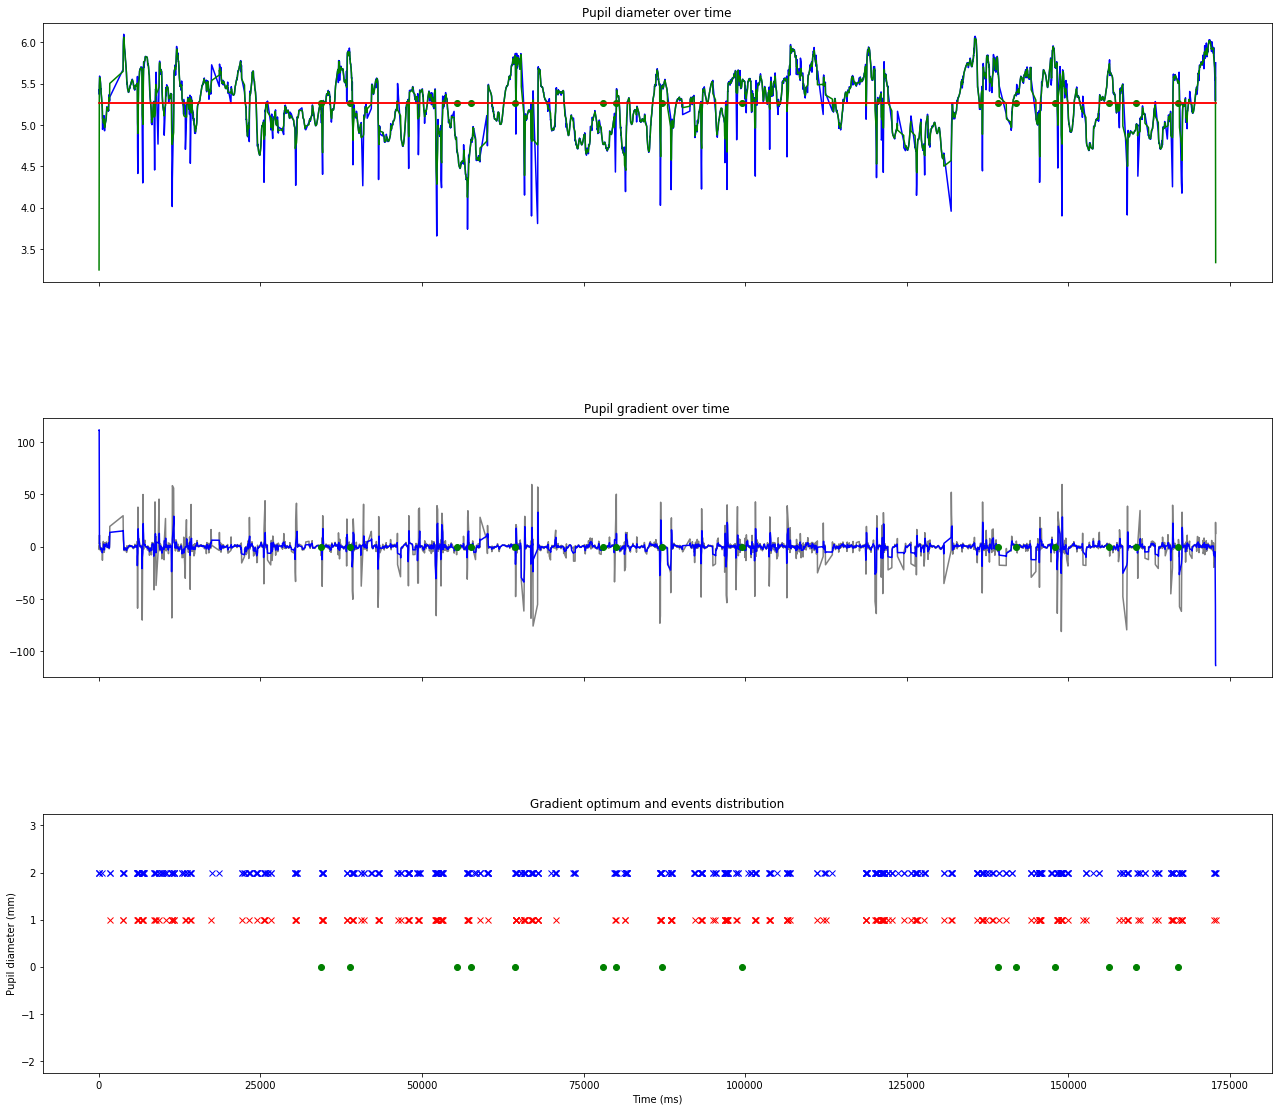 Pupil diameter over time
6.0
5.5
5.0
4.5
4.0
3.5
Pupil gradient over time
100
50
0
−50
−100
Gradient optimum and events distribution
3
2
1
0
−1
−2
Pupil diameter (mm)
0 25000 50000 75000 100000 125000 150000 175000
Time (ms)